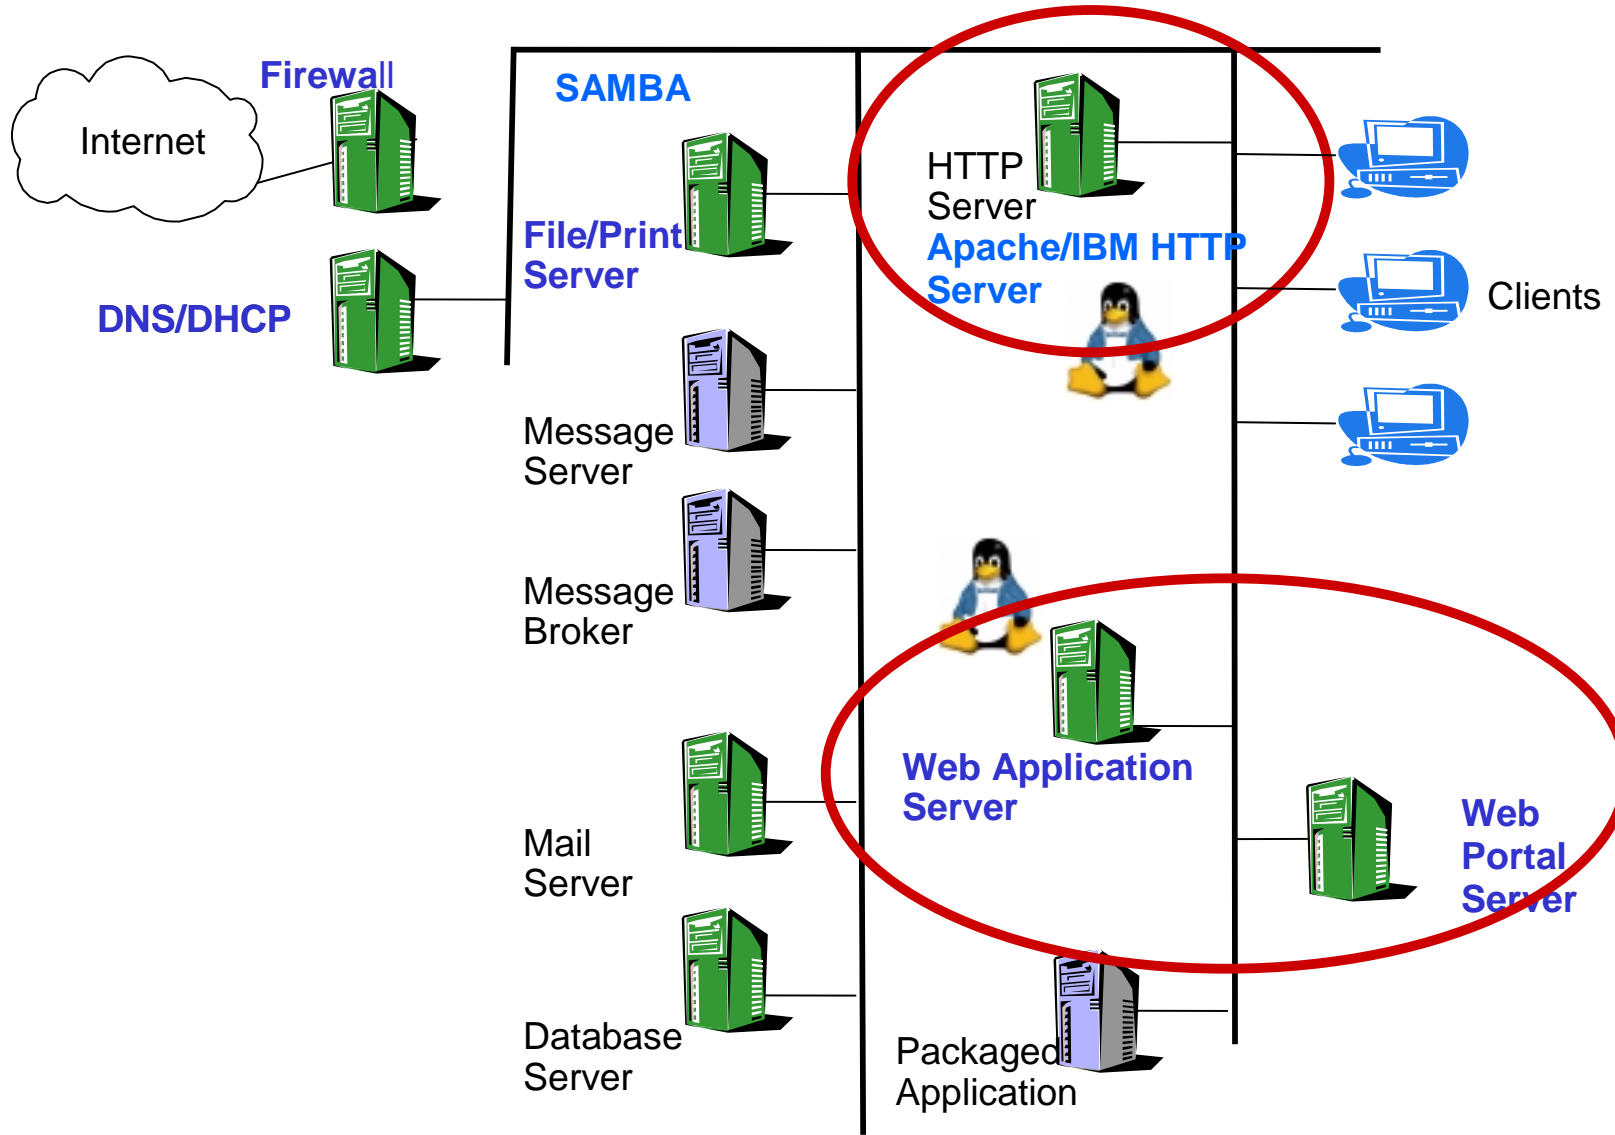 Firewall
Internet
SAMBA
File/Print
Server
DNS/DHCP
HTTP
Server
Apache/IBM HTTP
Server
Clients
Message
Server
Message
Broker
Web Application
Server
Web
Portal
Server
Mail
Server
Database
Server
Packaged
Application